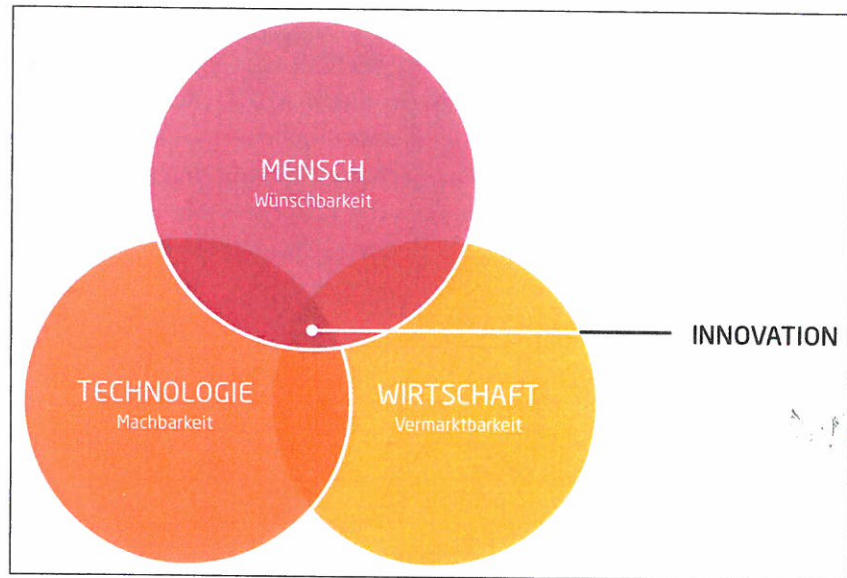 MENSCH
Wünschbarkeit
INNOVATION
TECHNOLOGIE
Machbarkeit
WIRTSCHAFT
Vermarktbarkeit